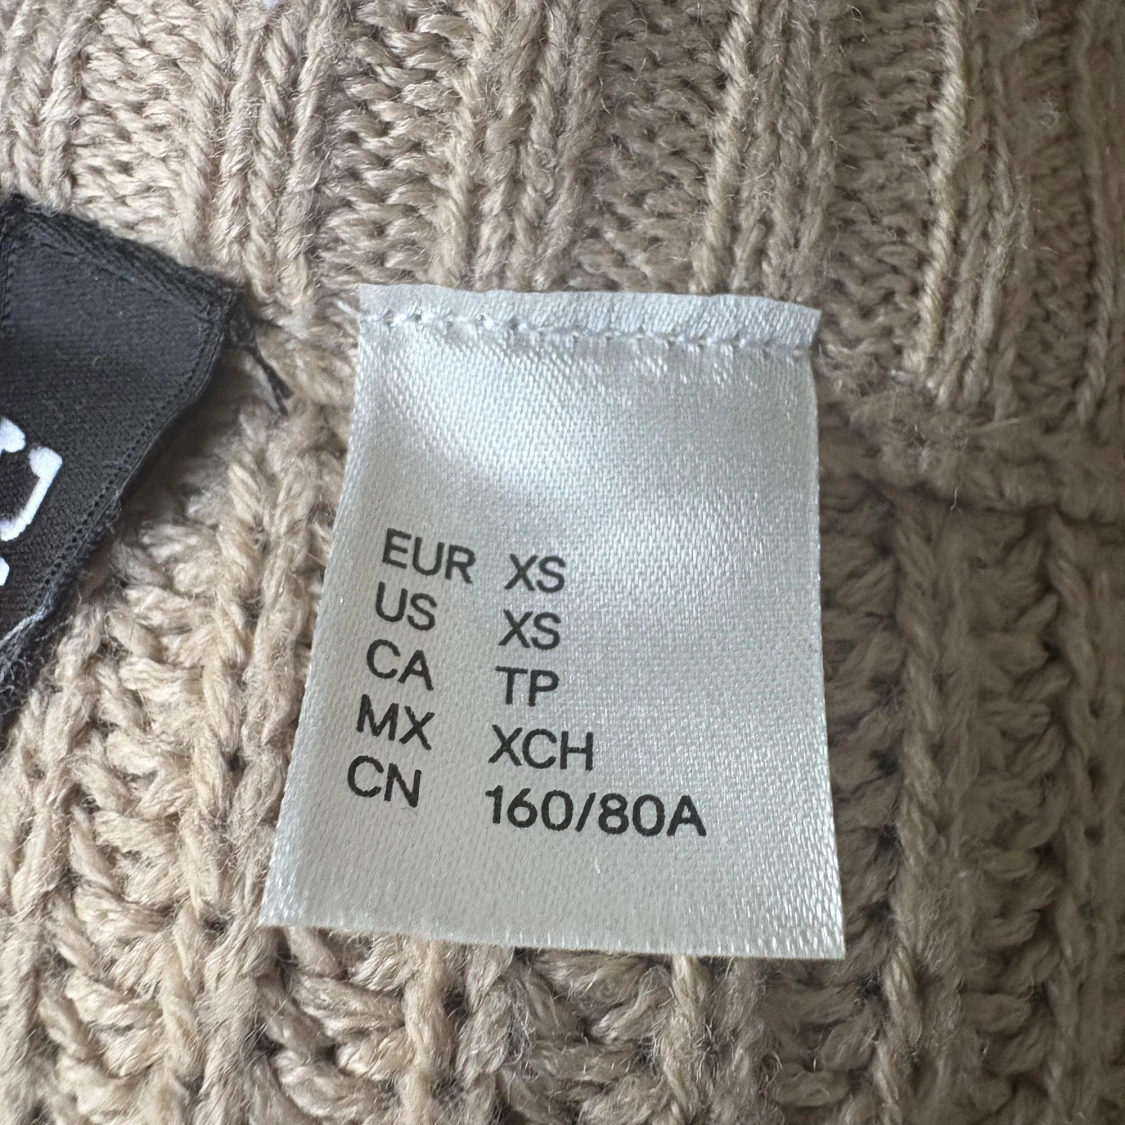 EUR XS
US XS
CA TP
MX XCH
CN 160/80A